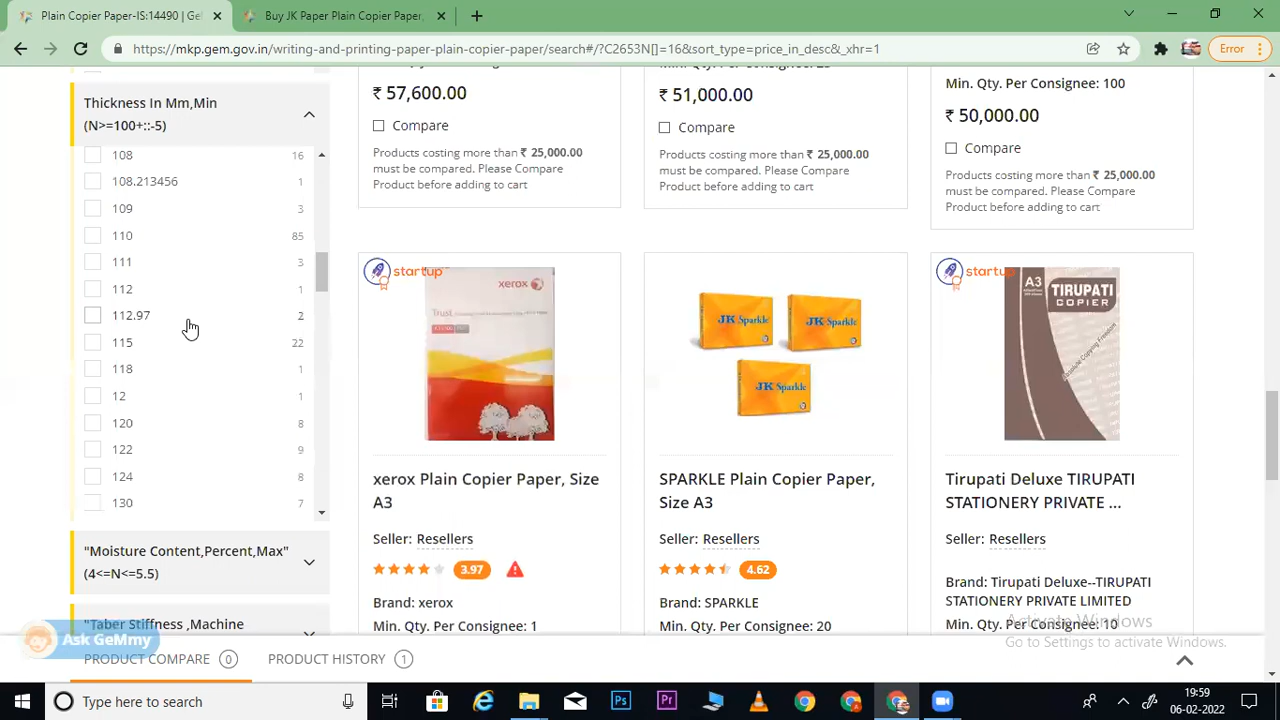 Plain Copier Paper-IS:14490 | Gel
Buy JK Paper Plain Copier Paper,
https://mkp.gem.gov.in/writing-and-printing-paper-plain-copier-paper/search#/?C2653N[]=16&sort_type=price_in_desc&_xhr=1
Error
Thickness In Mm,Min
(N>=100+::-5)
108 16
108.213456 1
109 3
110 85
111 3
112 1
112.97 2
115 22
118 1
12 1
120 8
122 9
124 8
130 7
"Moisture Content,Percent,Max"
(4<=N<=5.5)
"Taber Stiffness ,Machine
Ask GeMmy
₹ 57,600.00
Compare
Products costing more than ₹ 25,000.00
must be compared. Please Compare
Product before adding to cart
₹ 51,000.00
Compare
Products costing more than ₹ 25,000.00
must be compared. Please Compare
Product before adding to cart
Min. Qty. Per Consignee: 100
₹ 50,000.00
Compare
Products costing more than ₹ 25,000.00
must be compared. Please Compare
Product before adding to cart
startup
xerox
Trust
xerox Plain Copier Paper, Size
A3
Seller: Resellers
3.97
Brand: xerox
Min. Qty. Per Consignee: 1
JK Sparkle
JK Sparkle
JK Sparkle
SPARKLE Plain Copier Paper,
Size A3
Seller: Resellers
4.62
Brand: SPARKLE
Min. Qty. Per Consignee: 20
startup
A3
TIRUPATI
COPIER
Tirupati Deluxe TIRUPATI
STATIONERY PRIVATE ...
Seller: Resellers
Brand: Tirupati Deluxe--TIRUPATI
STATIONERY PRIVATE LIMITED
Min. Qty. Per Consignee: 10
Activate Windows
Go to Settings to activate Windows.
PRODUCT COMPARE 0
PRODUCT HISTORY 1
Type here to search
Ps
Pr
19:59
06-02-2022